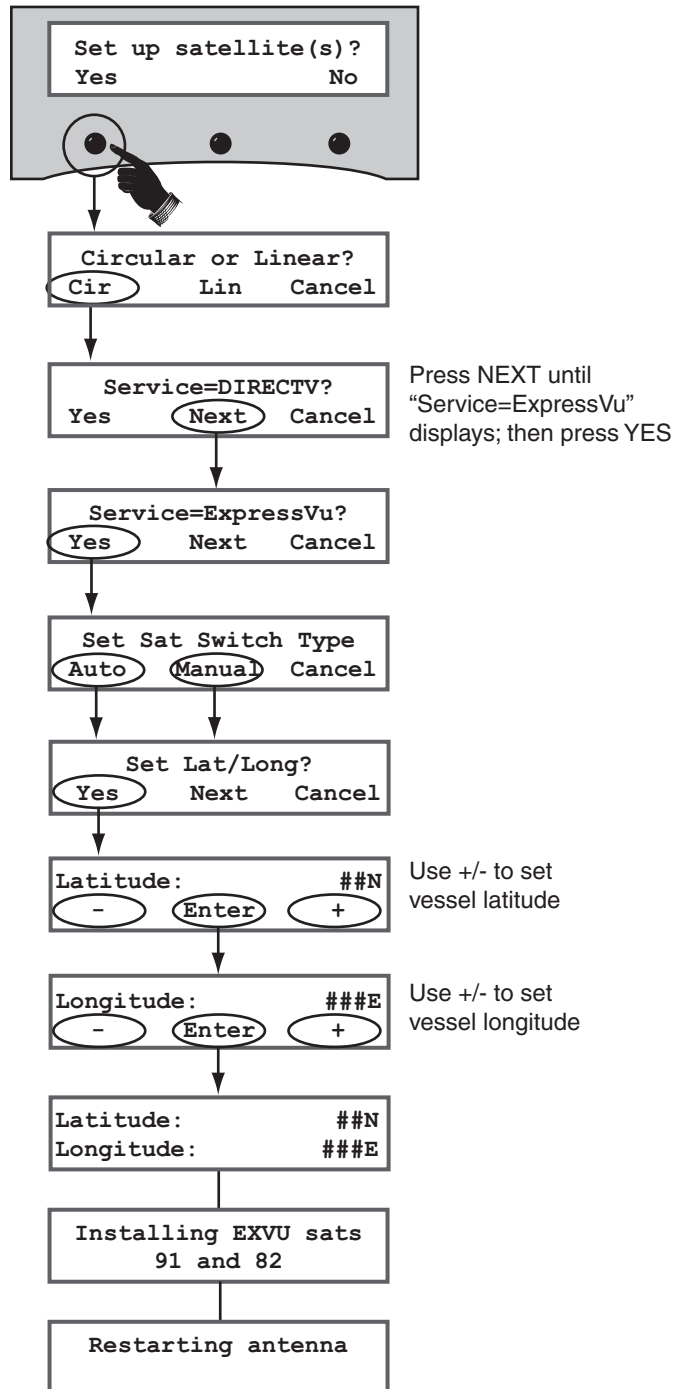 Set up satellite(s)?
Yes No
Circular or Linear?
Cir Lin Cancel
Service=DIRECTV?
Yes Next Cancel
Press NEXT until
“Service=ExpressVu”
displays; then press YES
Service=ExpressVu?
Yes Next Cancel
Set Sat Switch Type
Auto Manual Cancel
Set Lat/Long?
Yes Next Cancel
Latitude: ##N
- Enter +
Use +/- to set
vessel latitude
Longitude: ###E
- Enter +
Use +/- to set
vessel longitude
Latitude: ##N
Longitude: ###E
Installing EXVU sats
91 and 82
Restarting antenna